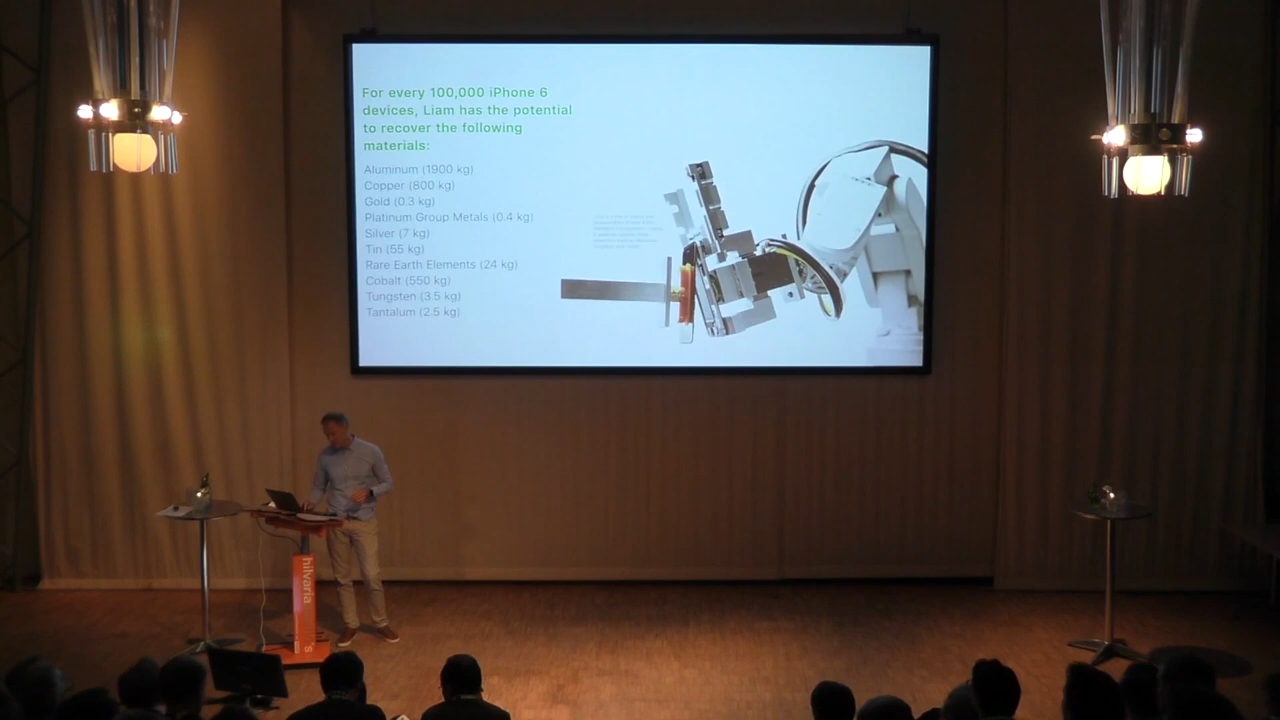 For every 100,000 iPhone 6
devices, Liam has the potential
to recover the following
materials:
Aluminum (1900 kg)
Copper (800 kg)
Gold (0.3 kg)
Platinum Group Metals (0.4 kg)
Silver (7 kg)
Tin (55 kg)
Rare Earth Elements (24 kg)
Cobalt (550 kg)
Tungsten (3.5 kg)
Tantalum (2.5 kg)
hilvaria's